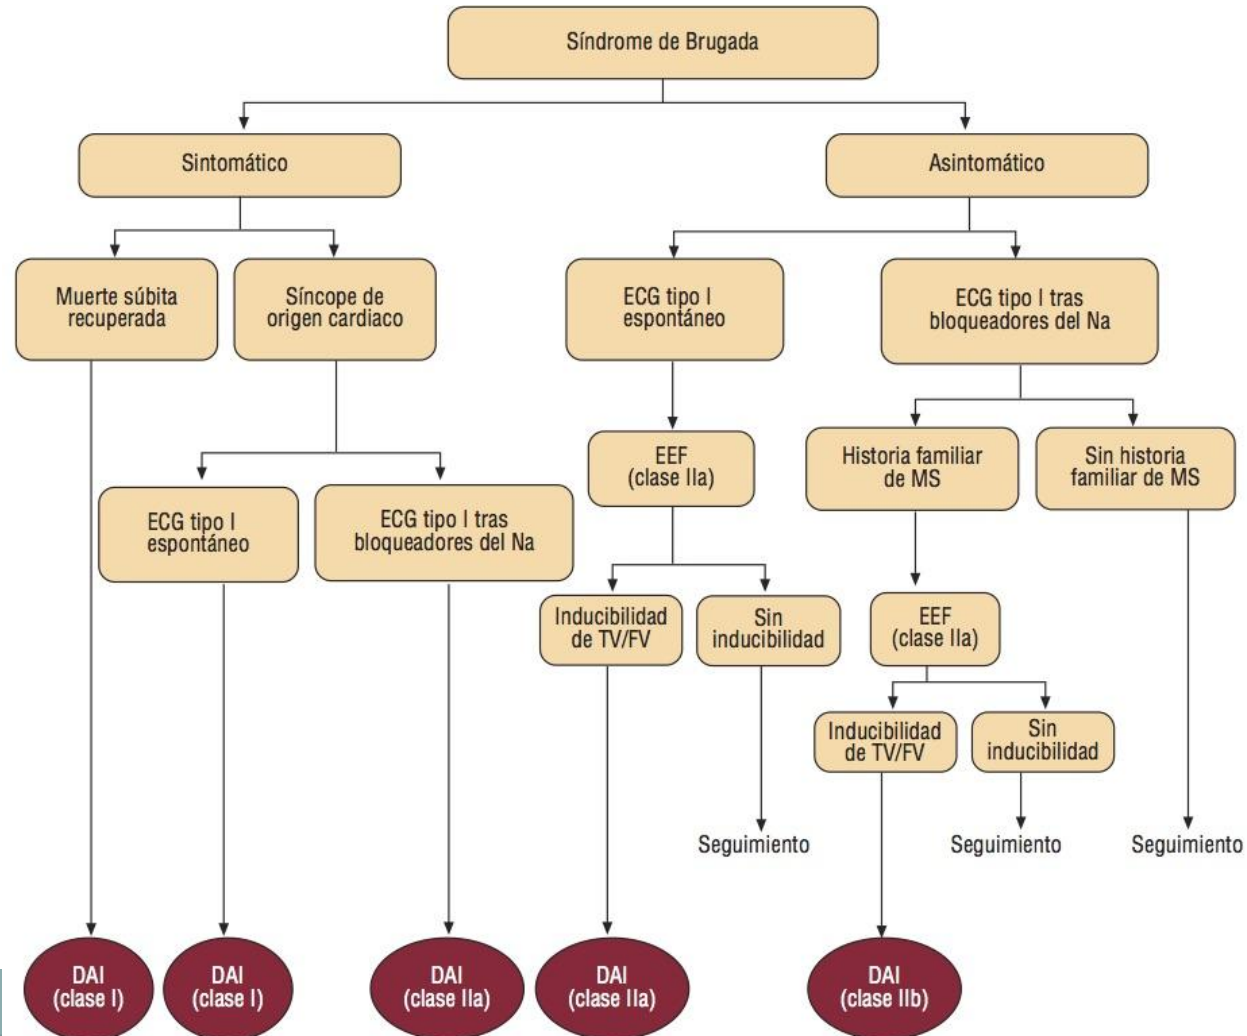 Síndrome de Brugada
Sintomático
Asintomático
Muerte súbita
recuperada
Síncope de
origen cardiaco
ECG tipo I
espontáneo
ECG tipo I tras
bloqueadores del Na
EEF
(clase IIa)
Historia familiar
de MS
Sin historia
familiar de MS
ECG tipo I
espontáneo
ECG tipo I tras
bloqueadores del Na
Inducibilidad
de TV/FV
Sin
inducibilidad
EEF
(clase IIa)
Inducibilidad
de TV/FV
Sin
inducibilidad
Seguimiento
Seguimiento
Seguimiento
DAI
(clase I)
DAI
(clase I)
DAI
(clase IIa)
DAI
(clase IIa)
DAI
(clase IIb)